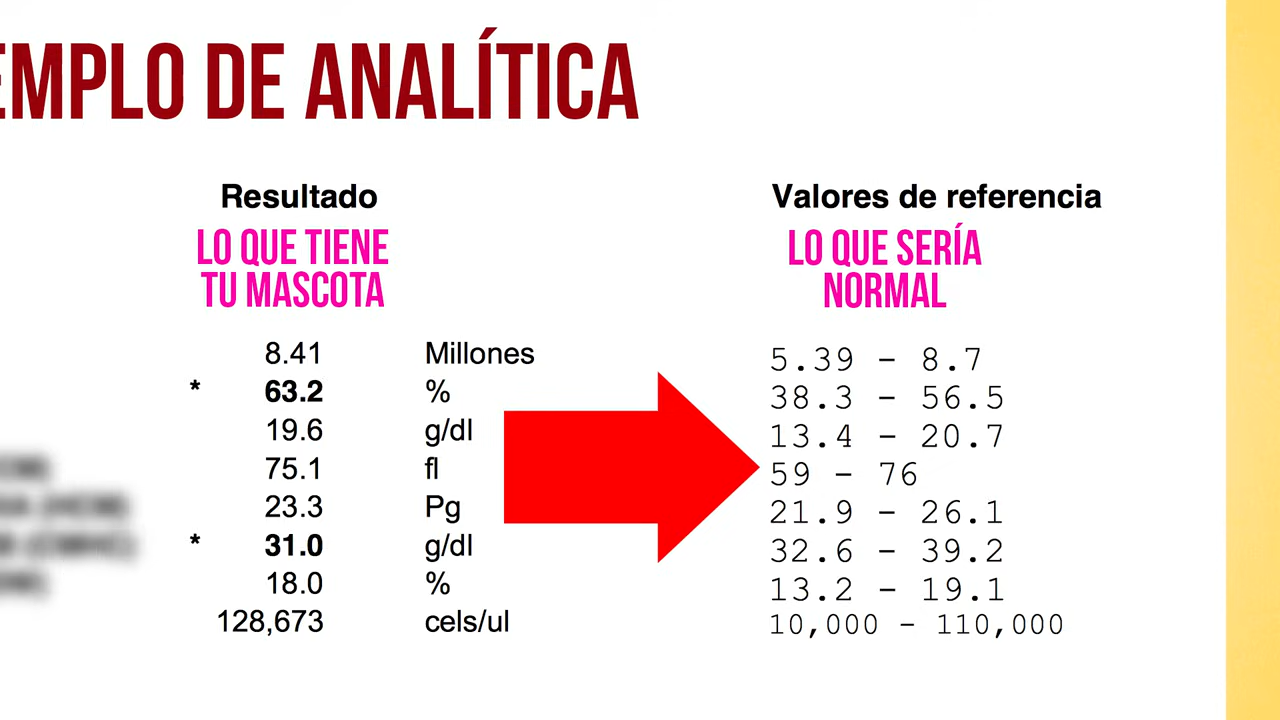 EMPLO DE ANALÍTICA
Resultado Valores de referencia
LO QUE TIENE LO QUE SERÍA
TU MASCOTA NORMAL
8.41 Millones 5.39 - 8.7
* 63.2 % 38.3 - 56.5
19.6 g/dl 13.4 - 20.7
75.1 fl 59 - 76
23.3 Pg 21.9 - 26.1
* 31.0 g/dl 32.6 - 39.2
18.0 % 13.2 - 19.1
128,673 cels/ul 10,000 - 110,000